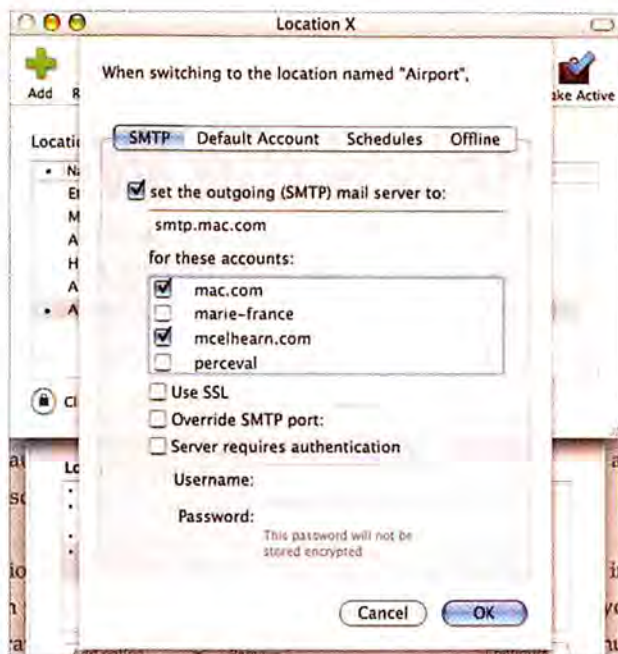 Location X
When switching to the location named "Airport",
Add
ake Active
SMTP Default Account Schedules Offline
set the outgoing (SMTP) mail server to:
smtp.mac.com
for these accounts:
mac.com
marie-france
mcelhearn.com
perceval
Use SSL
Override SMTP port:
Server requires authentication
Username:
Password:
This password will not be
stored encrypted
Cancel OK